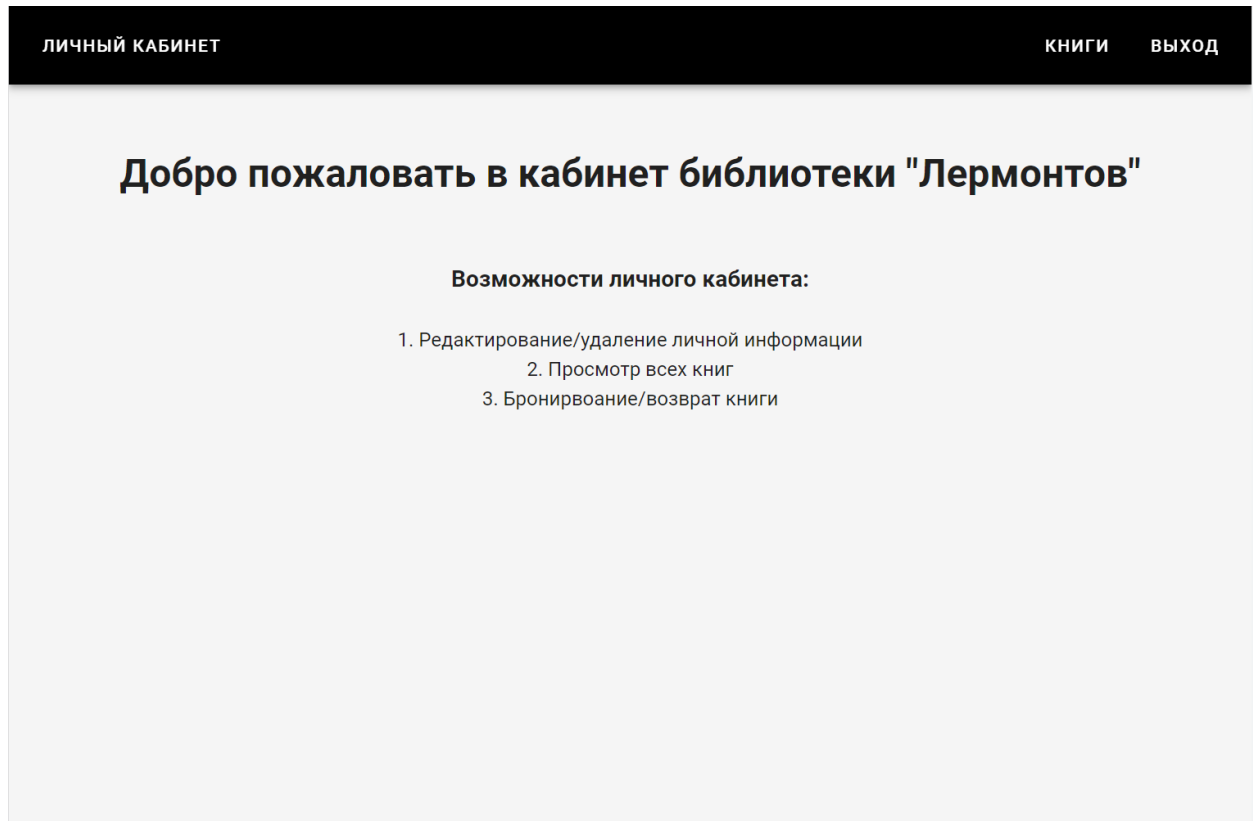 ЛИЧНЫЙ КАБИНЕТ КНИГИ ВЫХОД
Добро пожаловать в кабинет библиотеки "Лермонтов"
Возможности личного кабинета:
1. Редактирование/удаление личной информации
2. Просмотр всех книг
3. Бронирвоание/возврат книги